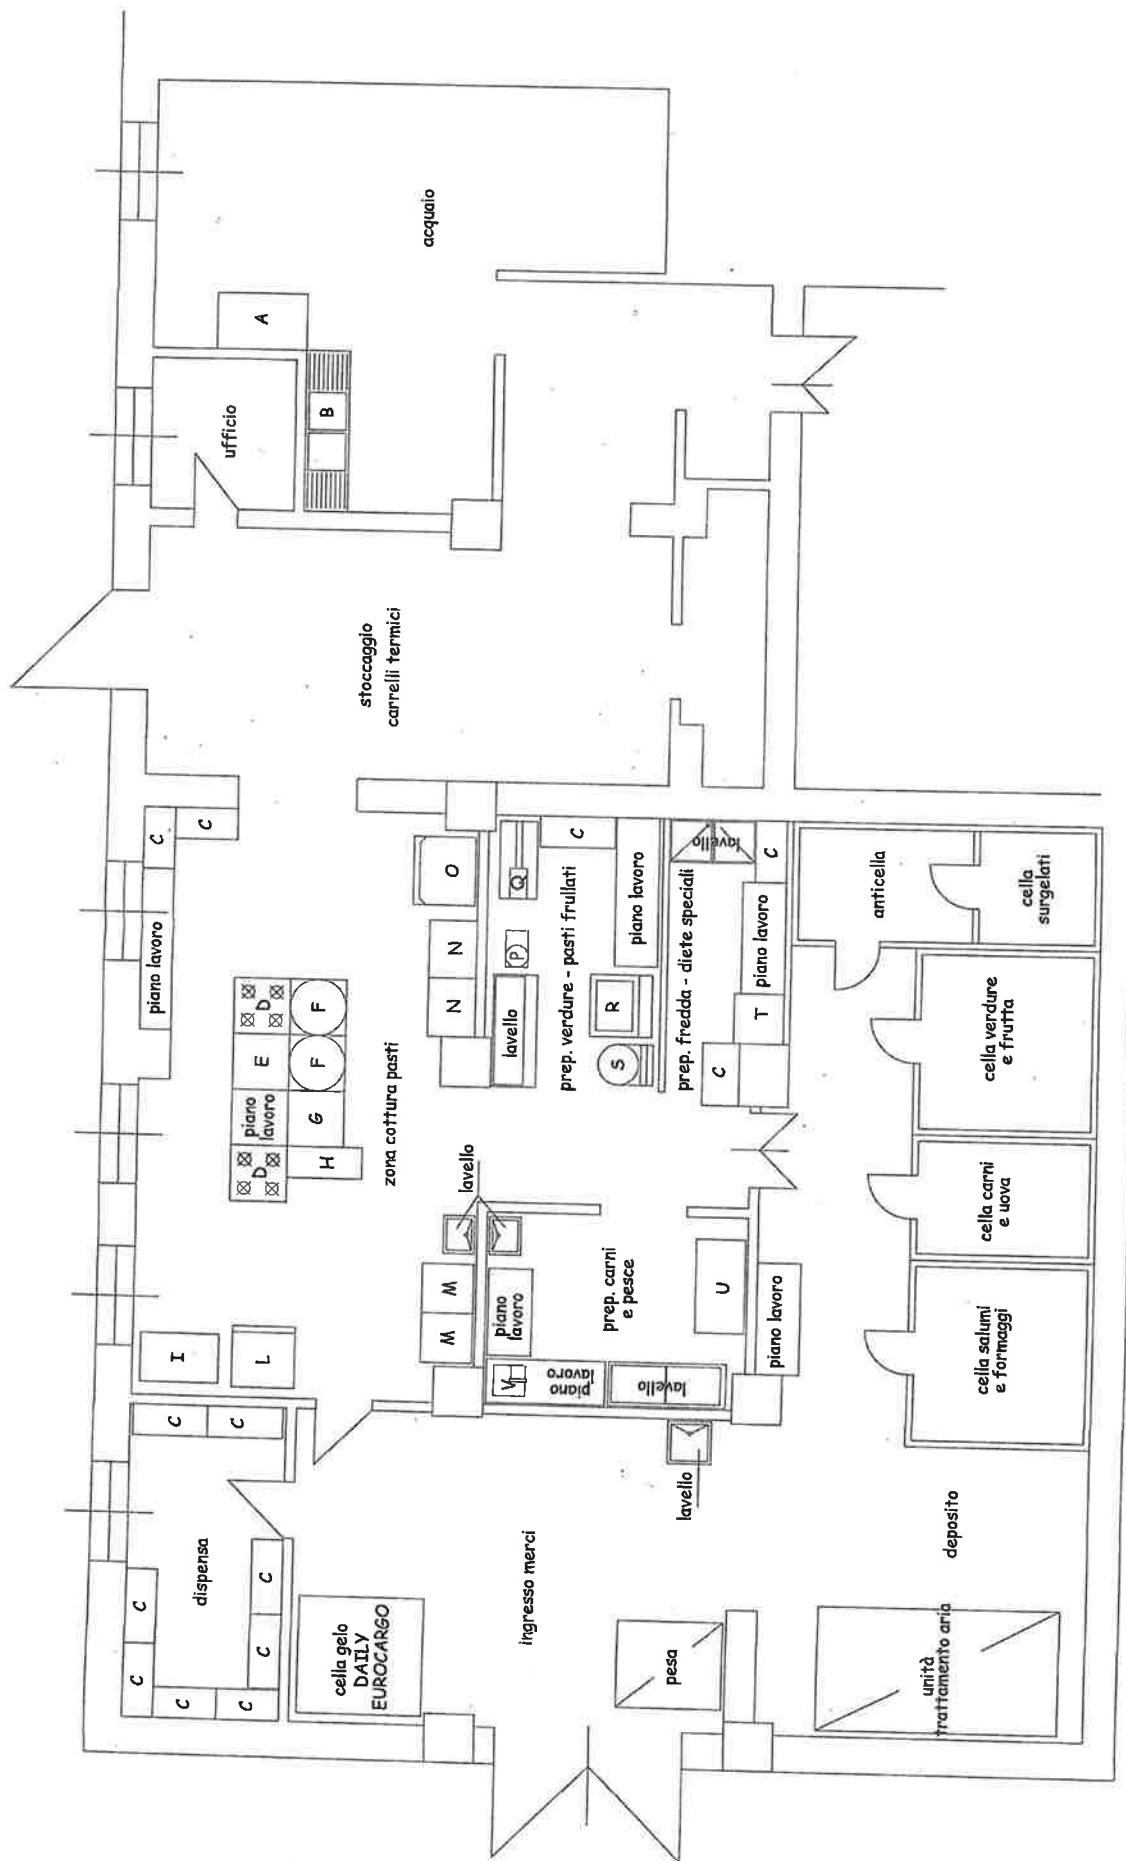 C
C
C
C
dispensa
C
C
C
C
cella gelo
DAILY
EUROCARGO
ingresso merci
pesa
unità
trattamento aria
deposito
lavello
I
L
M
M
lavello
D
piano
lavoro
E
D
H
G
F
F
zona cottura pasti
piano lavoro
C
C
N
N
O
V
piano
lavoro
piano
lavoro
lavello
prep. carni
e pesce
U
piano lavoro
lavello
P
Q
C
prep. verdure - pasti frullati
S
R
piano lavoro
prep. fredda - diete speciali
lavello
C
T
piano lavoro
C
cella salumi
e formaggi
cella carni
e uova
cella verdure
e frutta
anticella
cella
surgelati
stoccaggio
carrelli termici
ufficio
A
B
acquaio